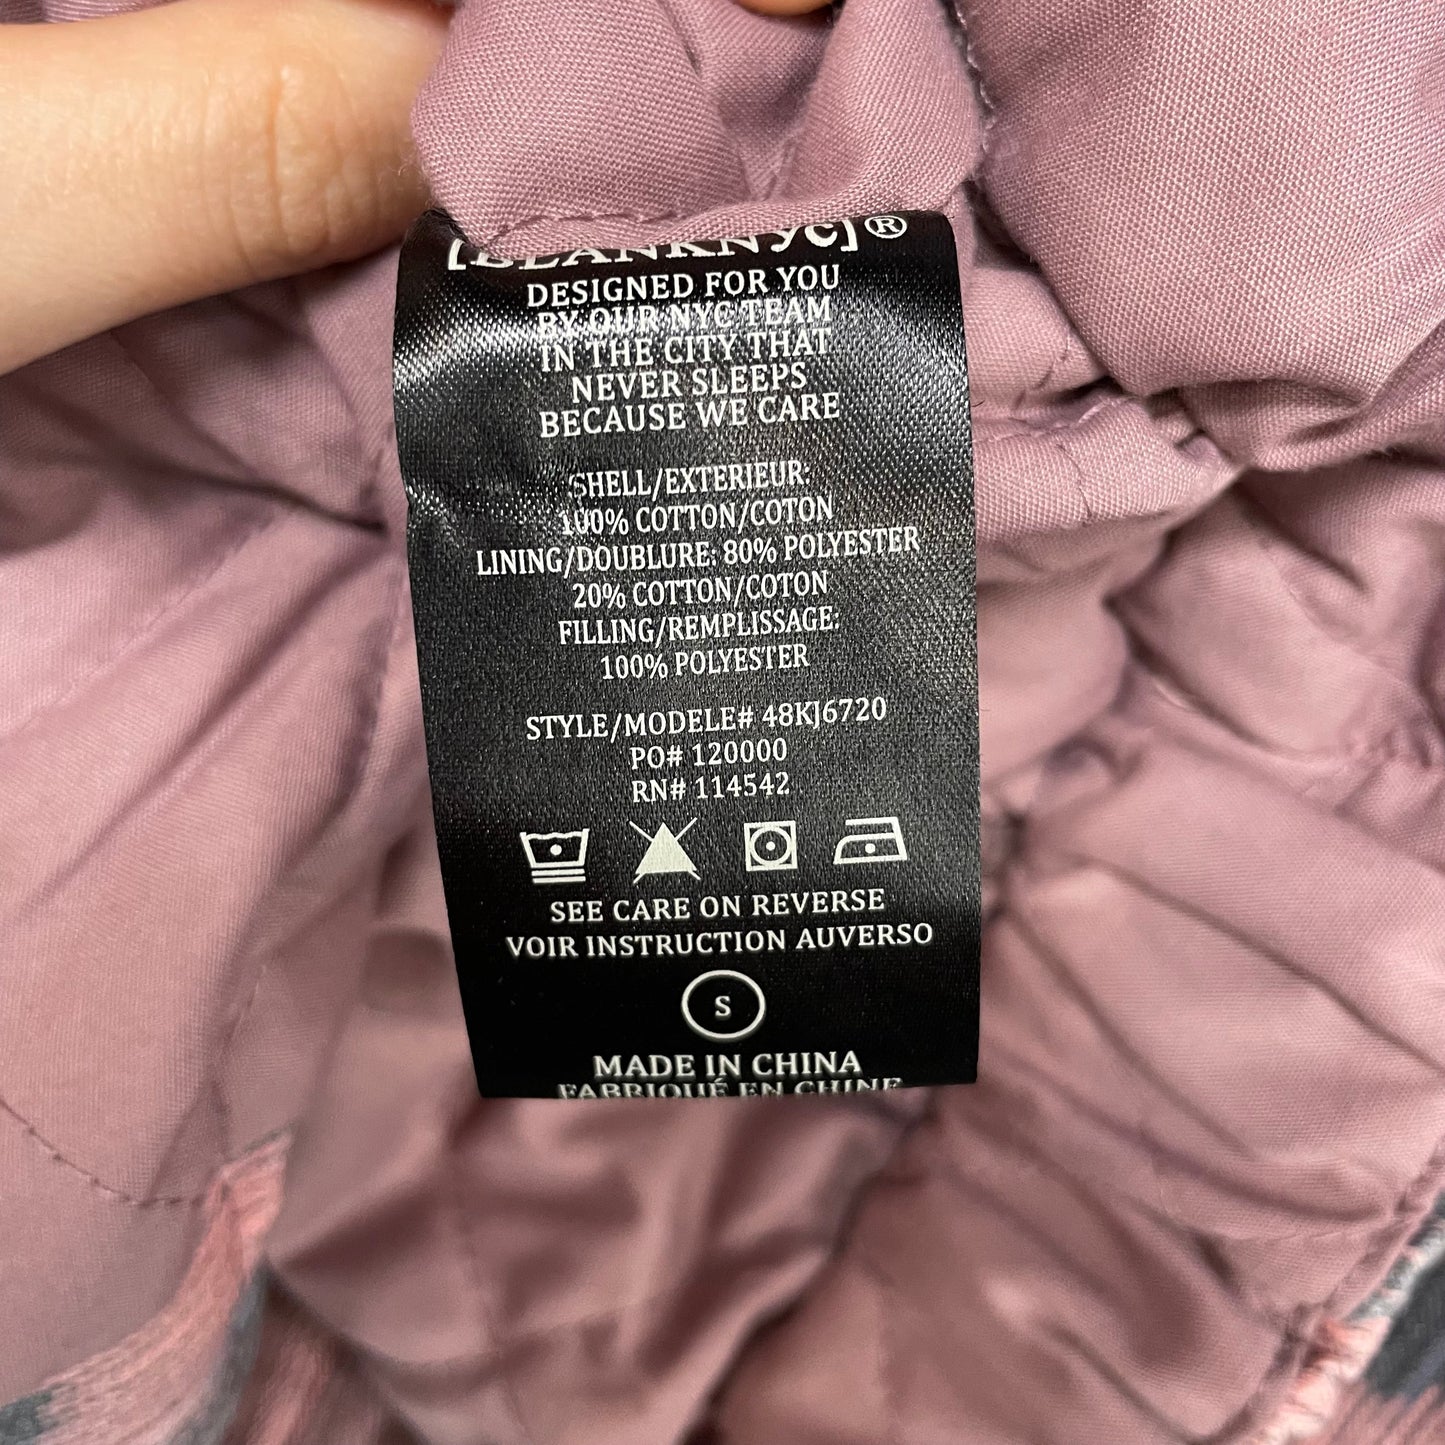 [BLANKNYC]®
DESIGNED FOR YOU
BY OUR NYC TEAM
IN THE CITY THAT
NEVER SLEEPS
BECAUSE WE CARE
SHELL/EXTERIEUR:
100% COTTON/COTON
LINING/DOUBLURE: 80% POLYESTER
20% COTTON/COTON
FILLING/REMPLISSAGE:
100% POLYESTER
STYLE/MODELE# 48KJ6720
PO# 120000
RN# 114542
SEE CARE ON REVERSE
VOIR INSTRUCTION AUVERSO
S
MADE IN CHINA
FABRIQUÉ EN CHINE